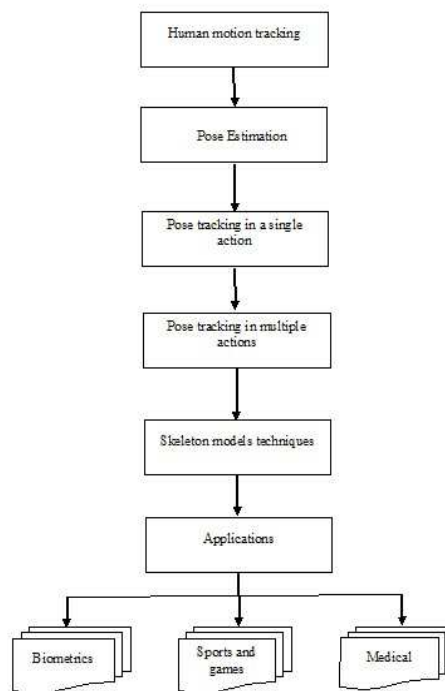 Human motion tracking
Pose Estimation
Pose tracking in a single
action
Pose tracking in multiple
actions
Skeleton models techniques
Applications
Biometrics
Sports and
games
Medical